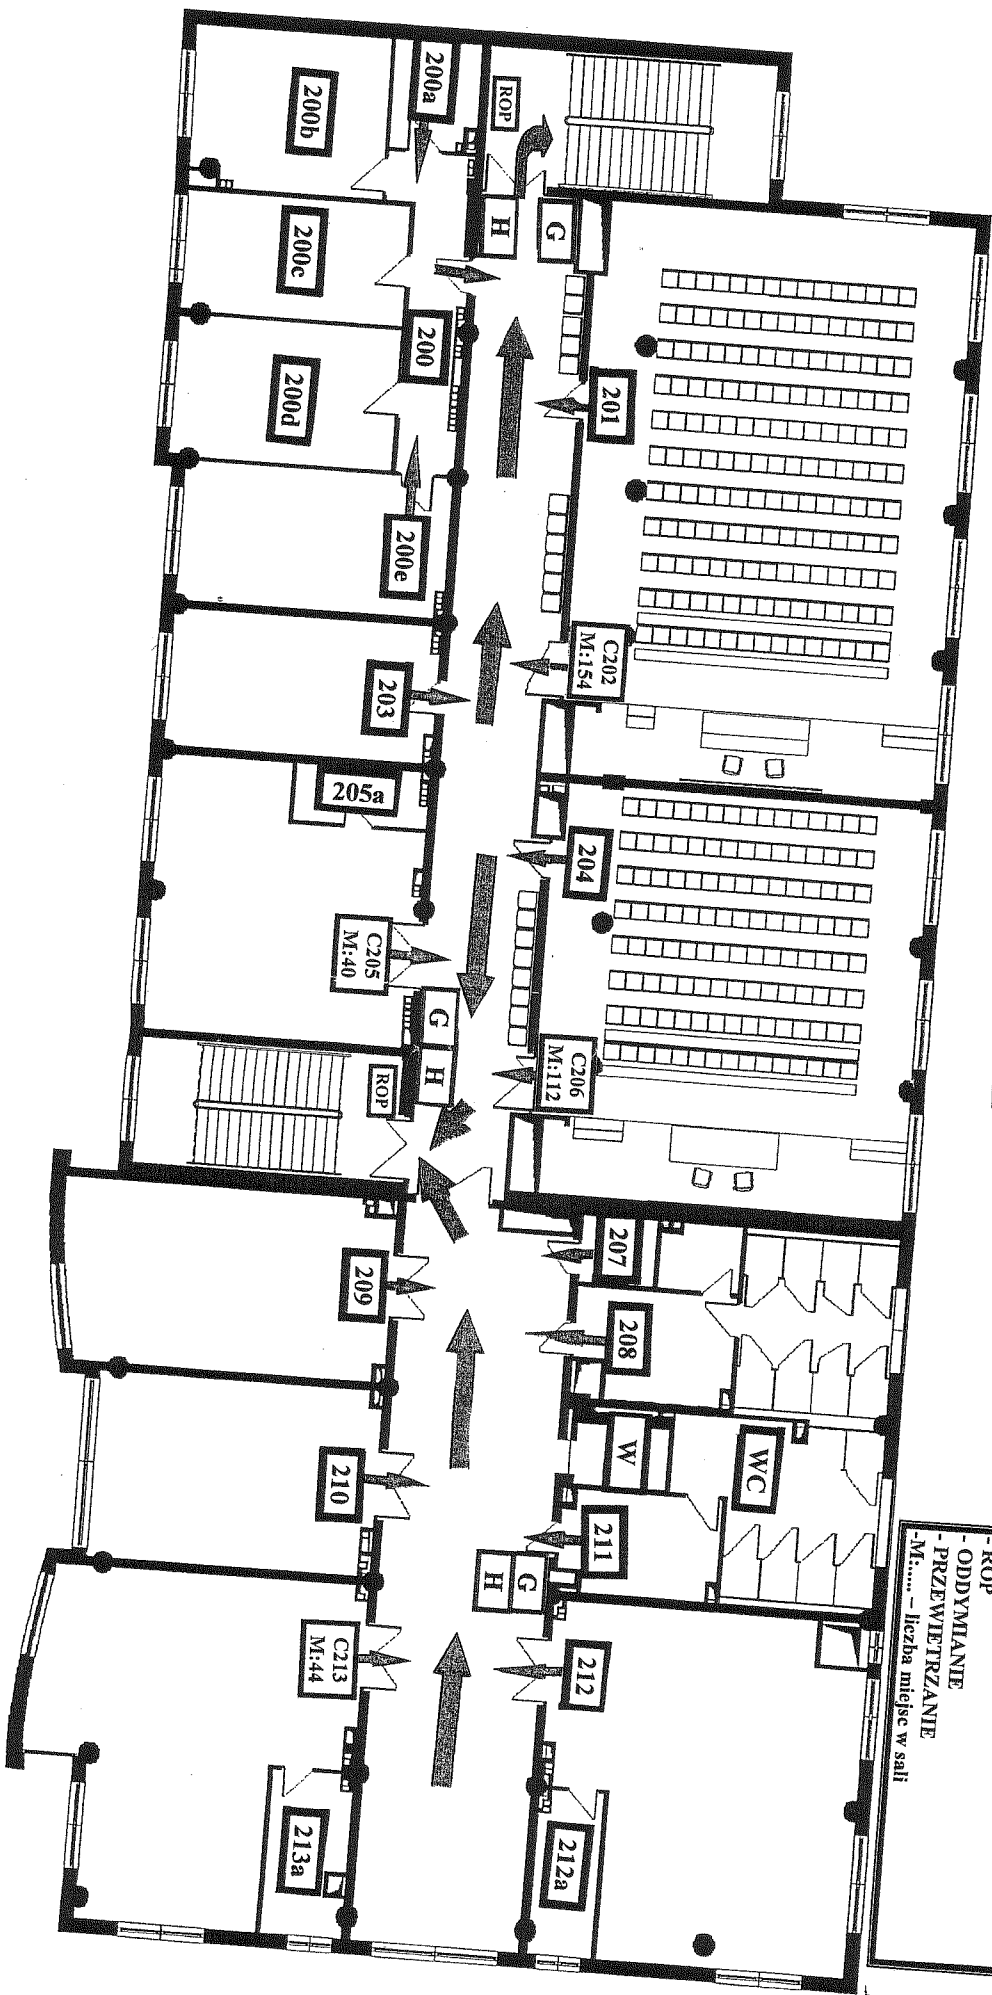 - ROP
- ODDYMIANIE
- PRZEWIETRZANIE
-M:...... – liczba miejsc w sali
200a
ROP
200b
H
G
200c
200
201
200d
200e
C202
M:154
203
205a
204
C205
M:40
G
H
C206
M:112
ROP
207
209
208
W
WC
210
211
G
H
C213
M:44
212
213a
212a